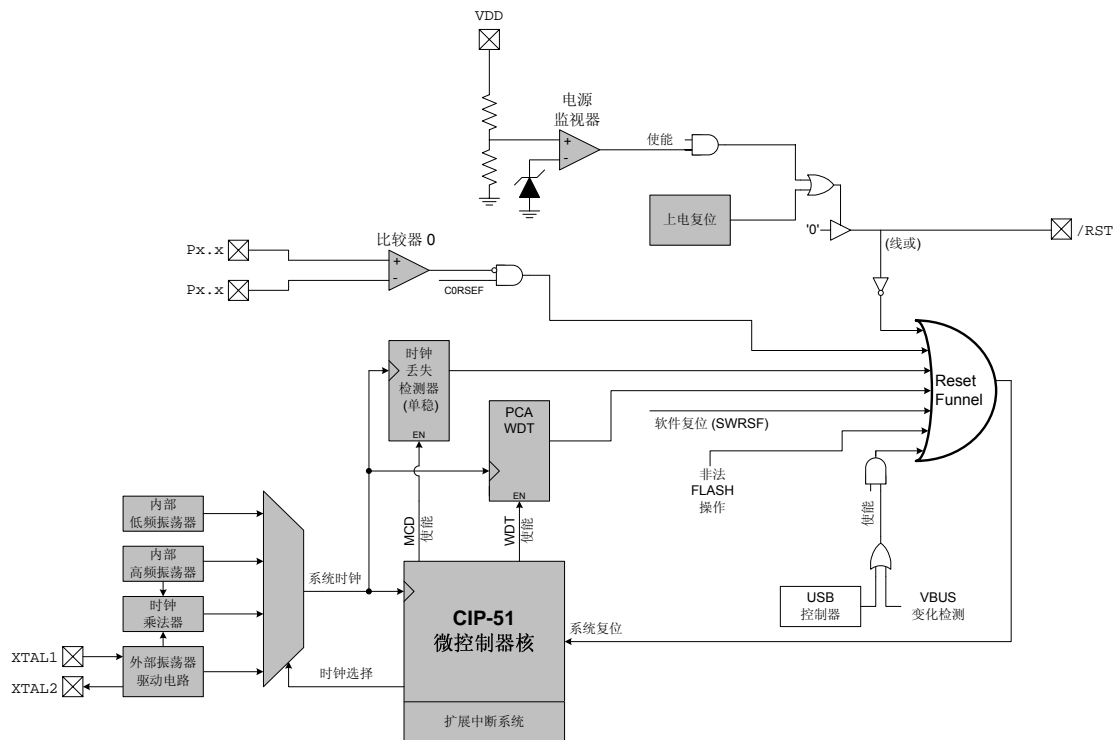 VDD
电源
监视器
+
-
使能
上电复位
'0'
(线或)
/RST
比较器 0
Px.x
+
Px.x
-
C0RSEF
时钟
丢失
检测器
(单稳)
EN
PCA
WDT
EN
Reset
Funnel
软件复位 (SWRSF)
非法
FLASH
操作
使能
USB
控制器
VBUS
变化检测
内部
低频振荡器
内部
高频振荡器
时钟
乘法器
外部振荡器
驱动电路
XTAL1
XTAL2
系统时钟
MCD
使能
WDT
使能
CIP-51
微控制器核
系统复位
时钟选择
扩展中断系统